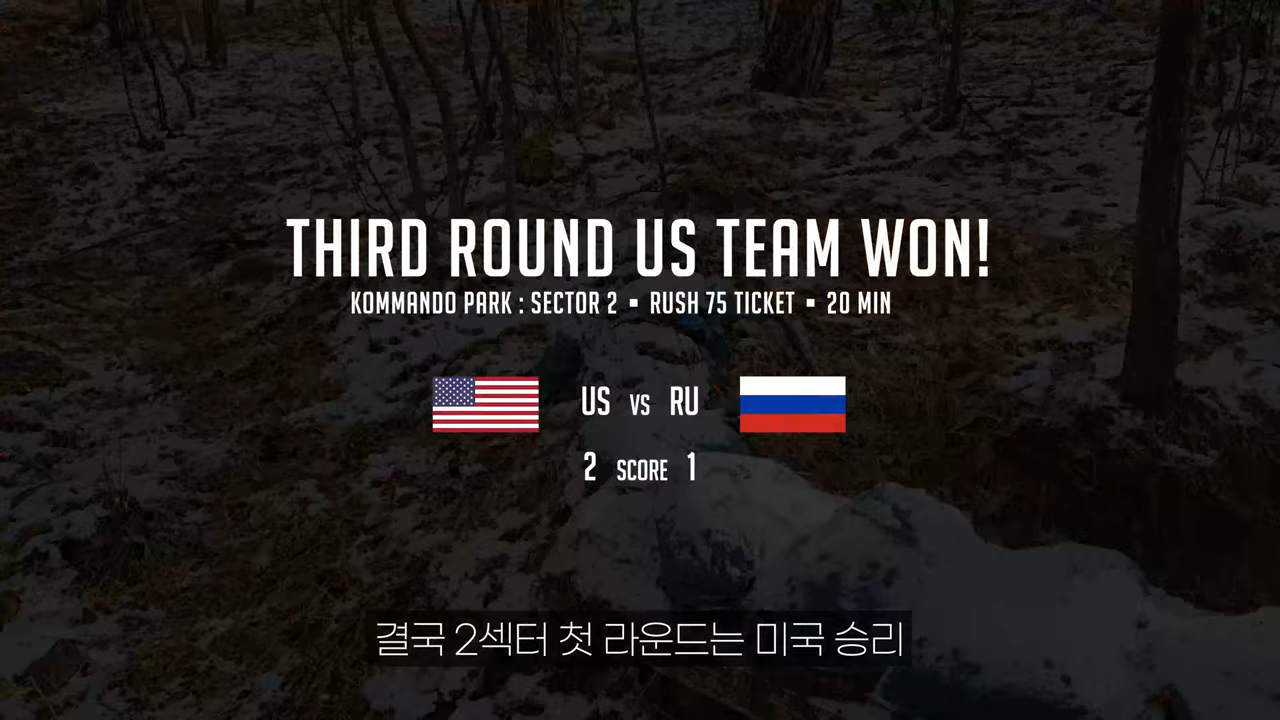 THIRD ROUND US TEAM WON!
KOMMANDO PARK : SECTOR 2 ▪ RUSH 75 TICKET ▪ 20 MIN
US VS RU
2 SCORE 1
결국 2섹터 첫 라운드는 미국 승리